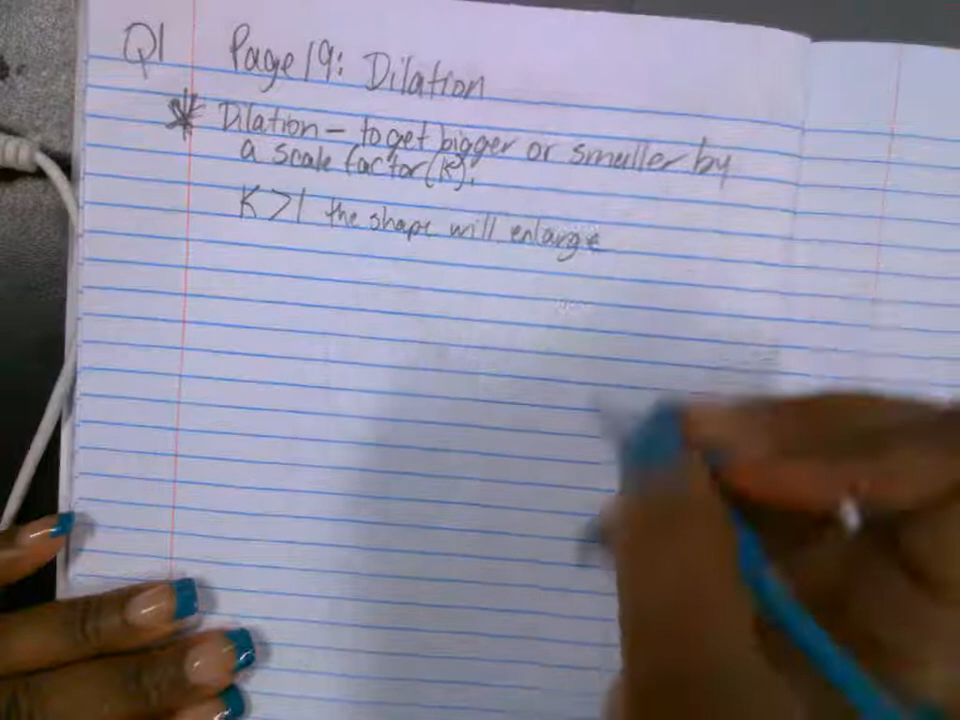 Q1 Page 19: Dilation
* Dilation - to get bigger or smaller by
a scale factor (K).
K > 1 the shape will enlarge